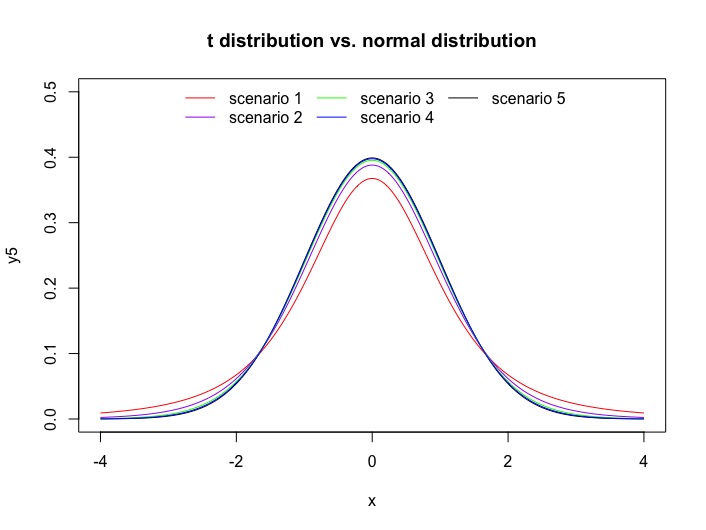 t distribution vs. normal distribution
scenario 1 scenario 3 scenario 5
scenario 2 scenario 4
y5
0.5
0.4
0.3
0.2
0.1
0.0
-4 -2 0 2 4
x